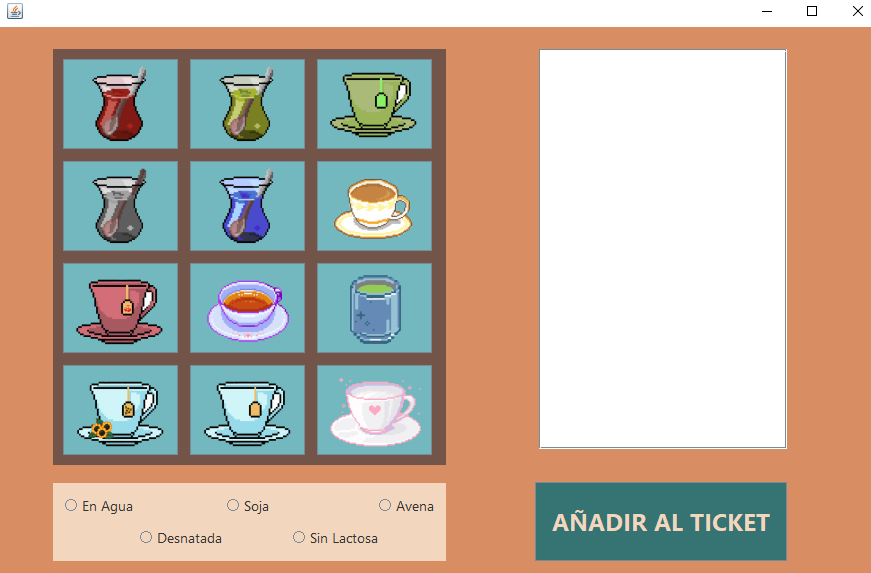 En Agua Soja Avena
Desnatada Sin Lactosa
AÑADIR AL TICKET